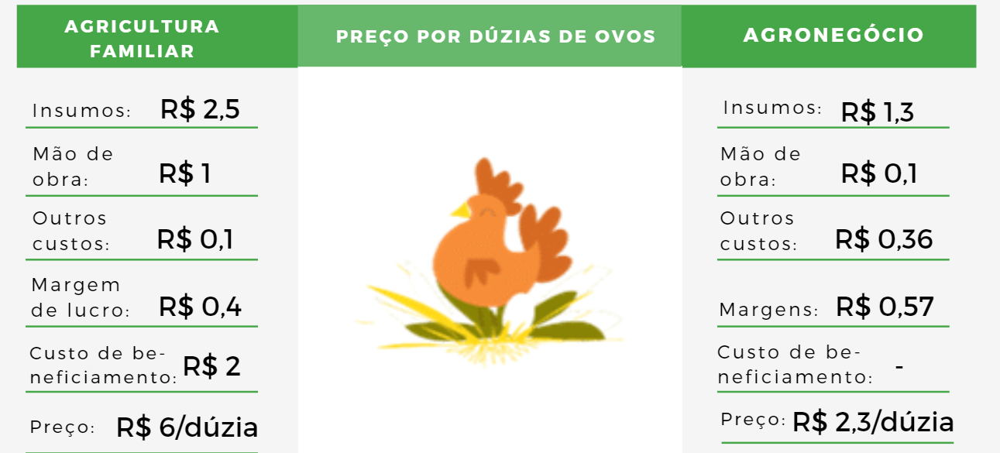 AGRICULTURA
FAMILIAR
PREÇO POR DÚZIAS DE OVOS
AGRONEGÓCIO
Insumos: R$ 2,5
Mão de
obra: R$ 1
Outros
custos: R$ 0,1
Margem
de lucro: R$ 0,4
Custo de be-
neficiamento: R$ 2
Preço: R$ 6/dúzia
Insumos: R$ 1,3
Mão de
obra: R$ 0,1
Outros
custos: R$ 0,36
Margens: R$ 0,57
Custo de be-
neficiamento: -
Preço: R$ 2,3/dúzia